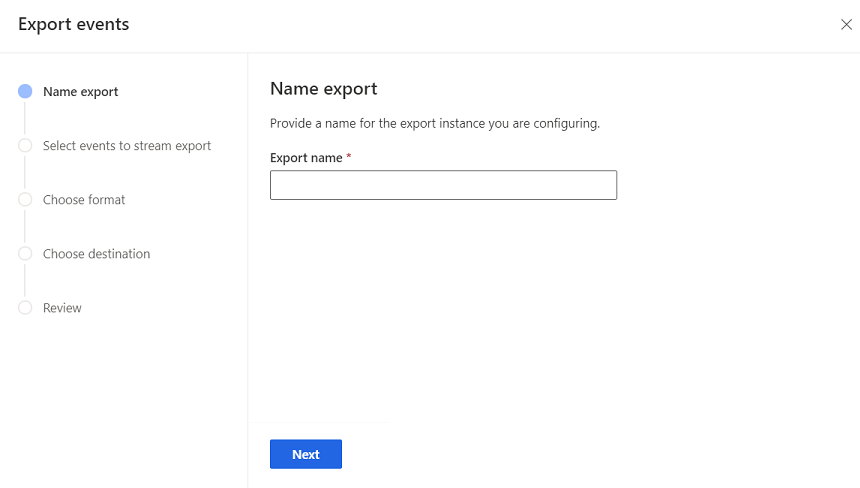 Export events
Name export
Select events to stream export
Choose format
Choose destination
Review
Name export
Provide a name for the export instance you are configuring.
Export name *
Next